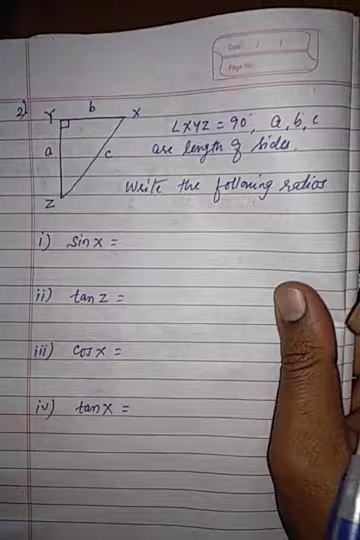 Date: / /
Page No:
2)
Y b X
a c
Z
∠XYZ = 90°, a, b, c
are length of sides.
Write the following ratios
i) sin X =
ii) tan Z =
iii) cos X =
iv) tan X =